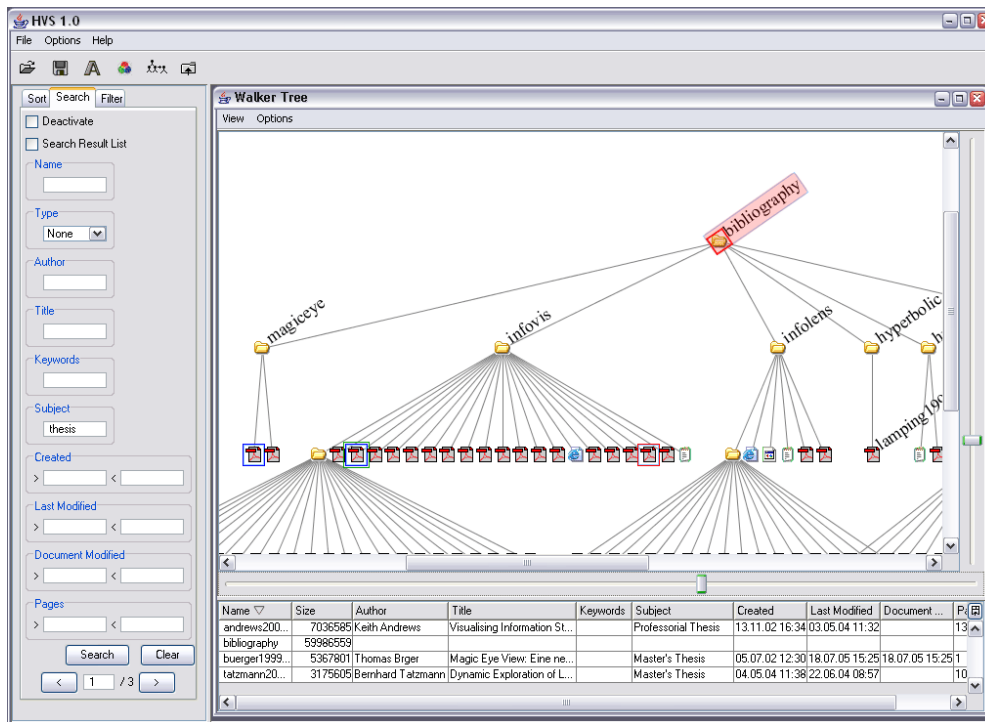 HVS 1.0
File Options Help
Sort Search Filter
Deactivate
Search Result List
Name
Type
None
Author
Title
Keywords
Subject
thesis
Created
> <
Last Modified
> <
Document Modified
> <
Pages
> <
Search Clear
< 1 / 3 >
Walker Tree
View Options
bibliography
magiceye
infovis
infolens
hyperbolic
lamping199
Name Size Author Title Keywords Subject Created Last Modified Document ...
andrews200... 7036585 Keith Andrews Visualising Information St... Professorial Thesis 13.11.02 16:34 03.05.04 11:32 13
bibliography 59986559
buerger1999... 5367801 Thomas Brger Magic Eye View: Eine ne... Master's Thesis 05.07.02 12:30 18.07.05 15:25 18.07.05 15:25 1
tatzmann20... 3175605 Bernhard Tatzmann Dynamic Exploration of L... Master's Thesis 04.05.04 11:38 22.06.04 08:57 10